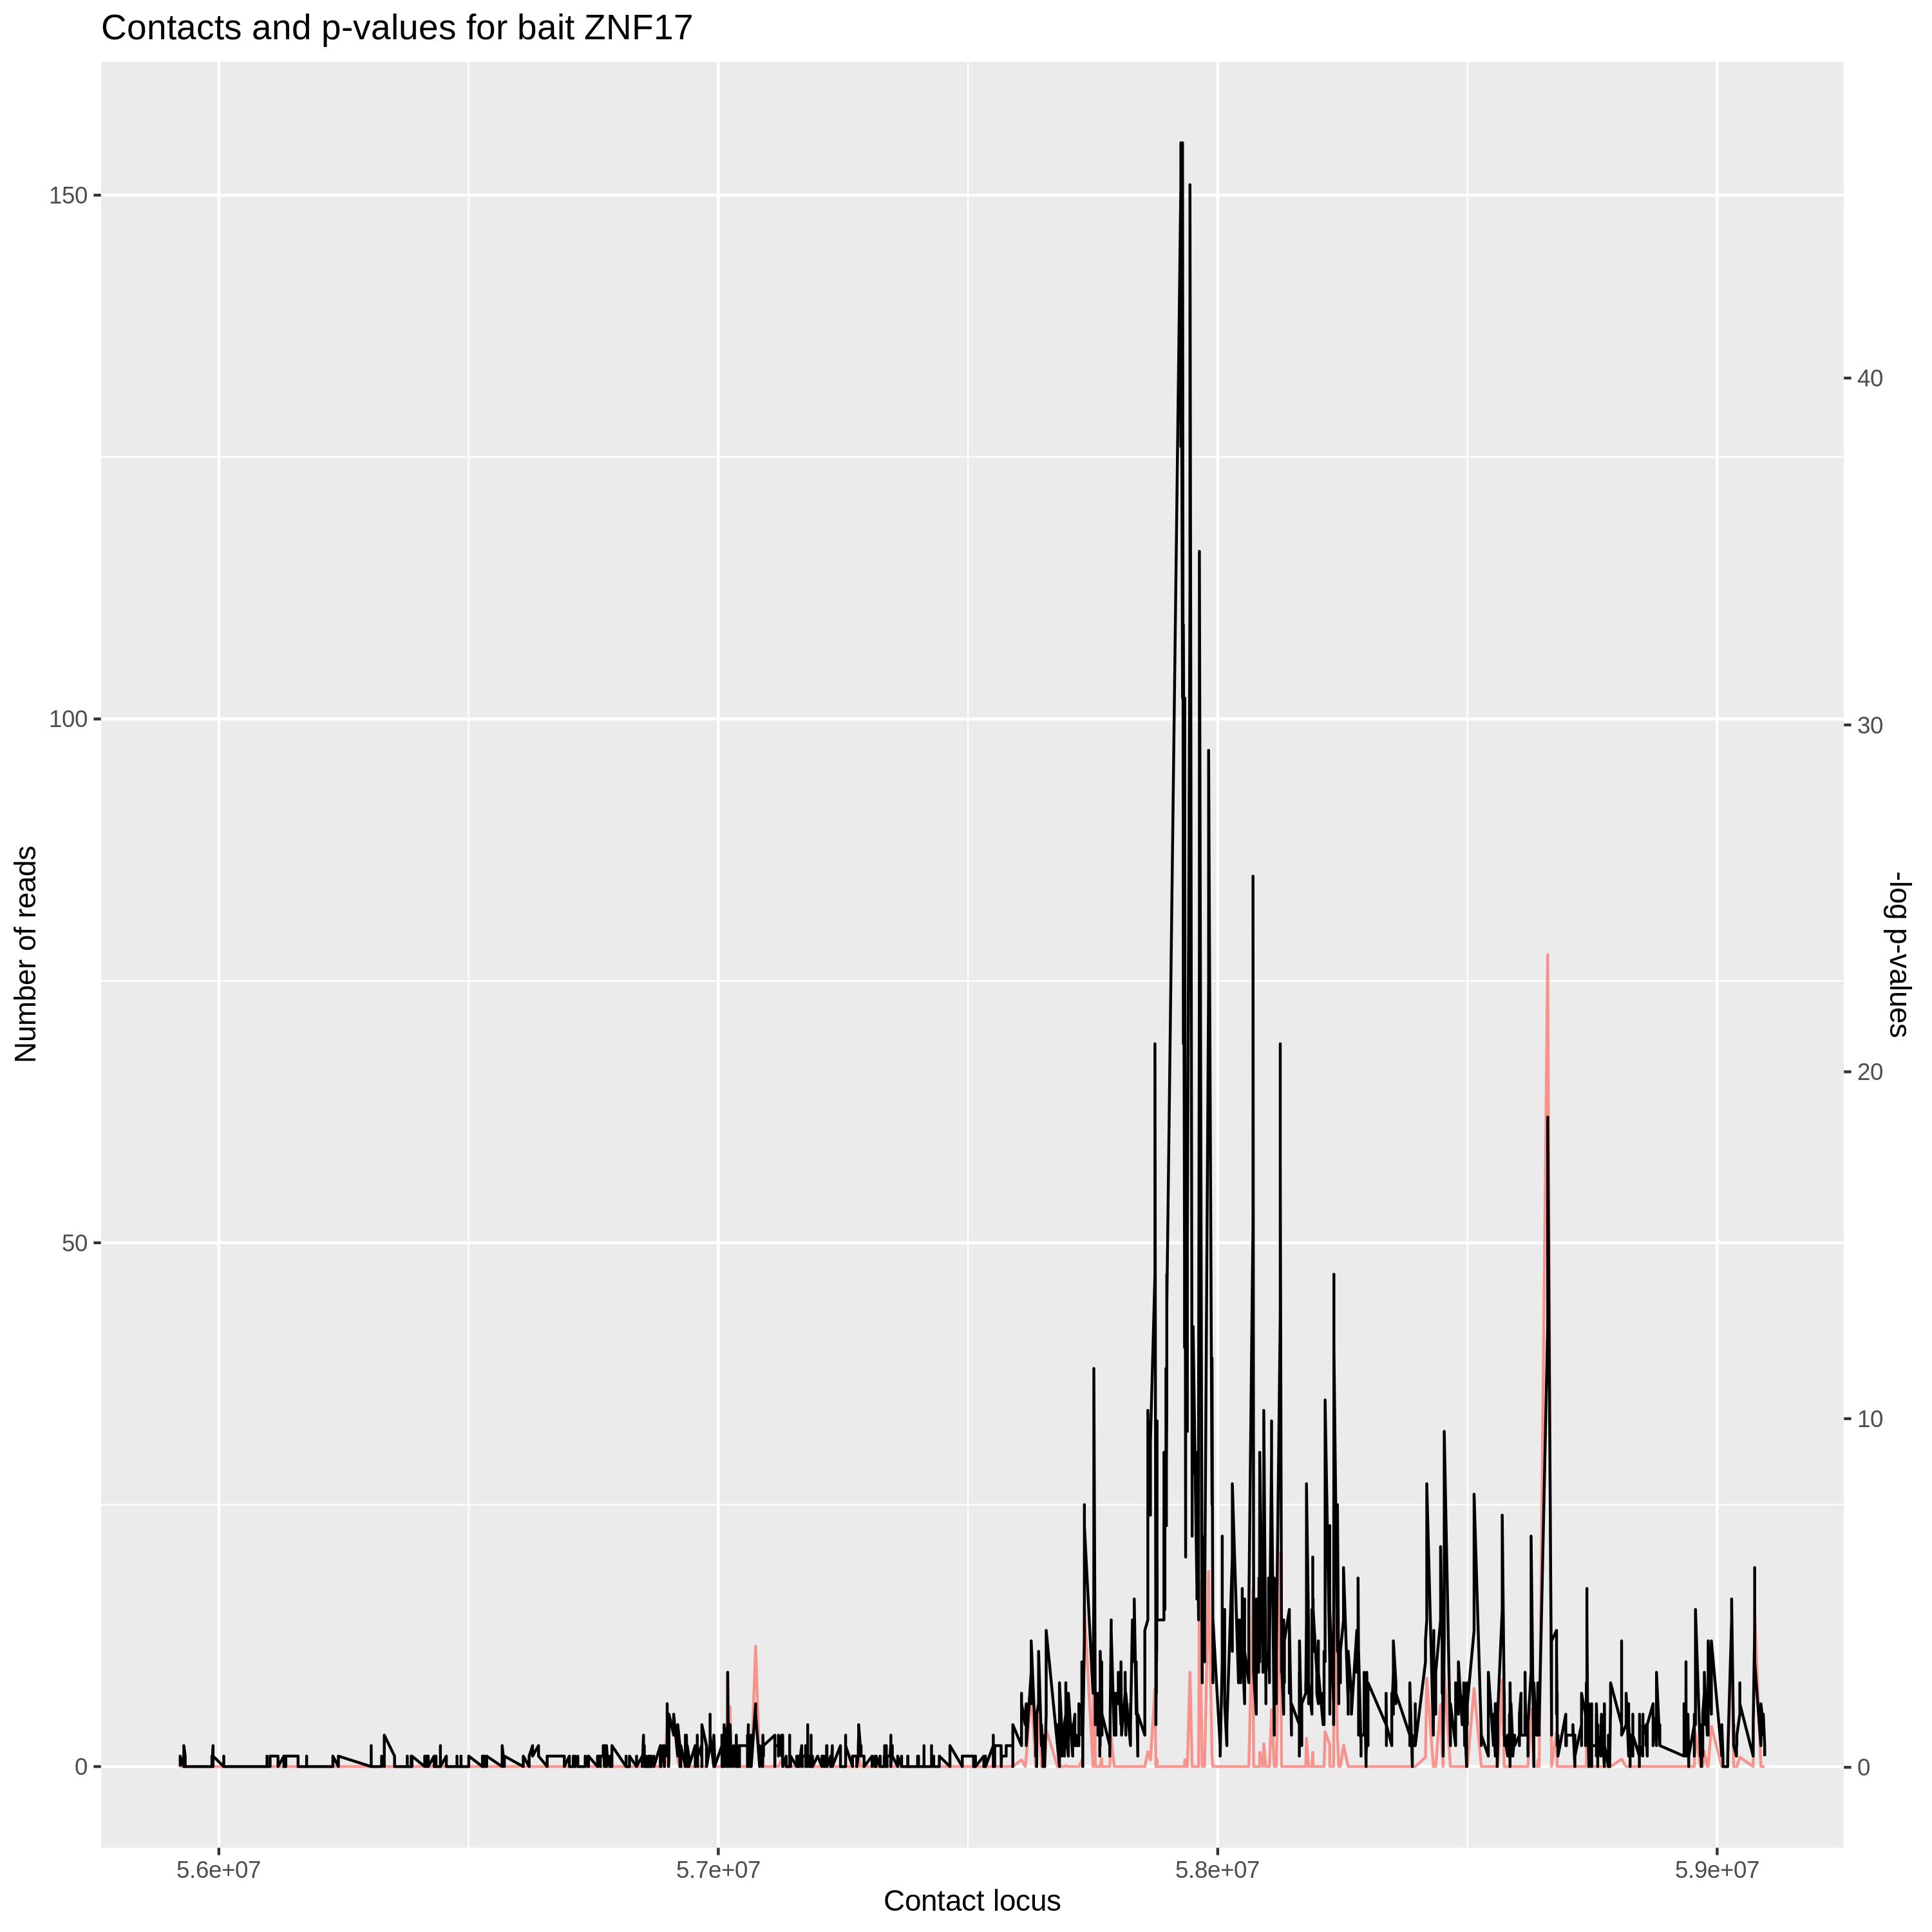 Contacts and p-values for bait ZNF17
150
100
50
0
Number of reads
40
30
20
10
0
-log p-values
5.6e+07
5.7e+07
5.8e+07
5.9e+07
Contact locus